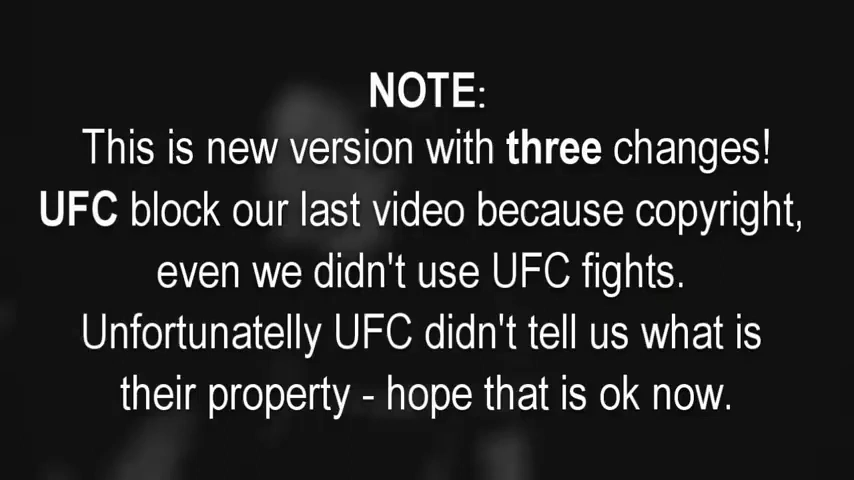 NOTE:
This is new version with three changes!
UFC block our last video because copyright,
even we didn't use UFC fights.
Unfortunatelly UFC didn't tell us what is
their property - hope that is ok now.